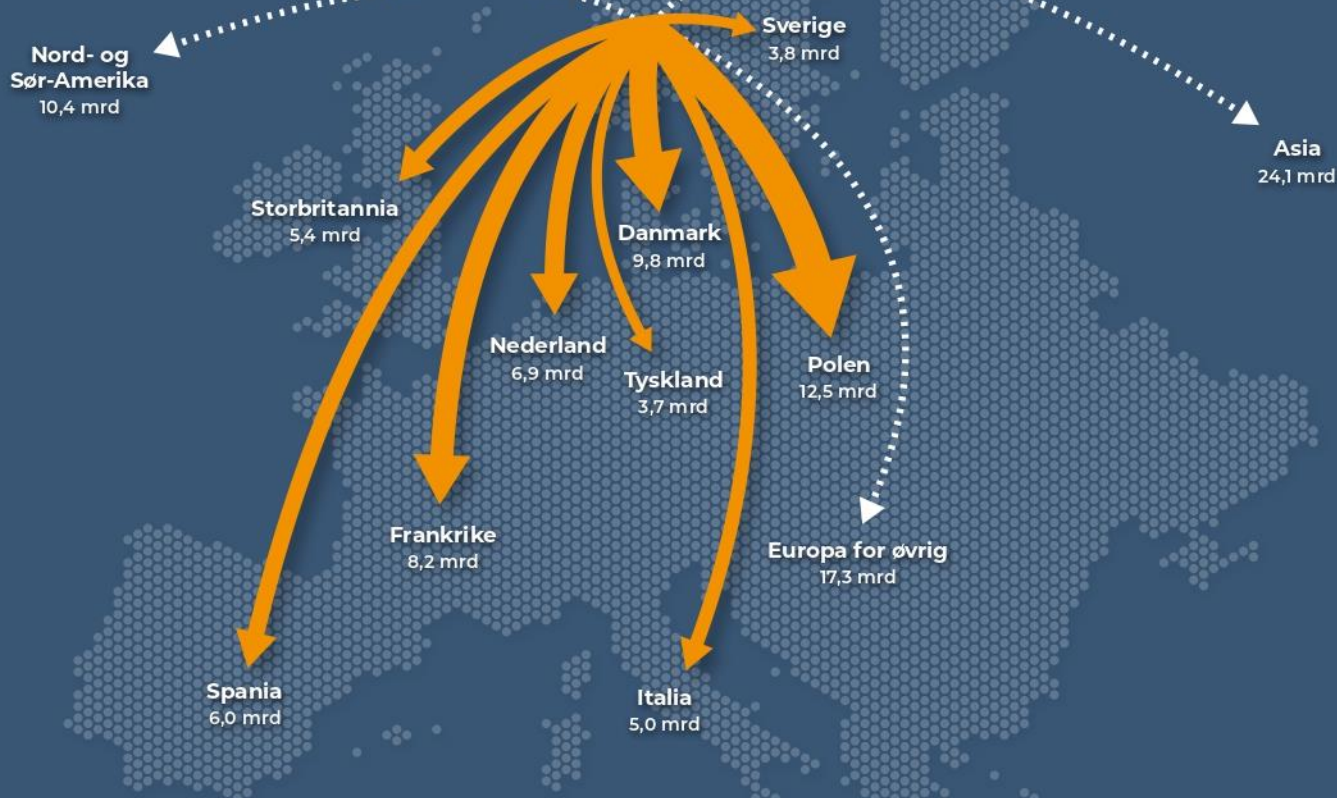 Sverige
3,8 mrd
Nord- og
Sør-Amerika
10,4 mrd
Asia
24,1 mrd
Storbritannia
5,4 mrd
Danmark
9,8 mrd
Nederland
6,9 mrd
Tyskland
3,7 mrd
Polen
12,5 mrd
Frankrike
8,2 mrd
Europa for øvrig
17,3 mrd
Spania
6,0 mrd
Italia
5,0 mrd